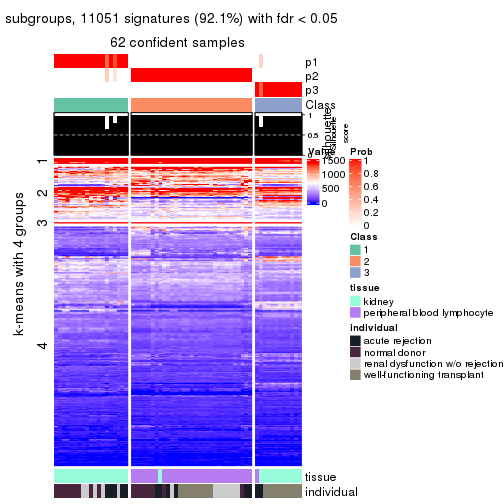 subgroups, 11051 signatures (92.1%) with fdr < 0.05
62 confident samples
p1
p2
p3
Class
1
0.5
0
Silhouette
score
k-means with 4 groups
1
2
3
4
Value
1500
1000
500
0
Prob
1
0.8
0.6
0.4
0.2
0
Class
1
2
3
tissue
kidney
peripheral blood lymphocyte
individual
acute rejection
normal donor
renal dysfunction w/o rejection
well-functioning transplant
tissue
individual